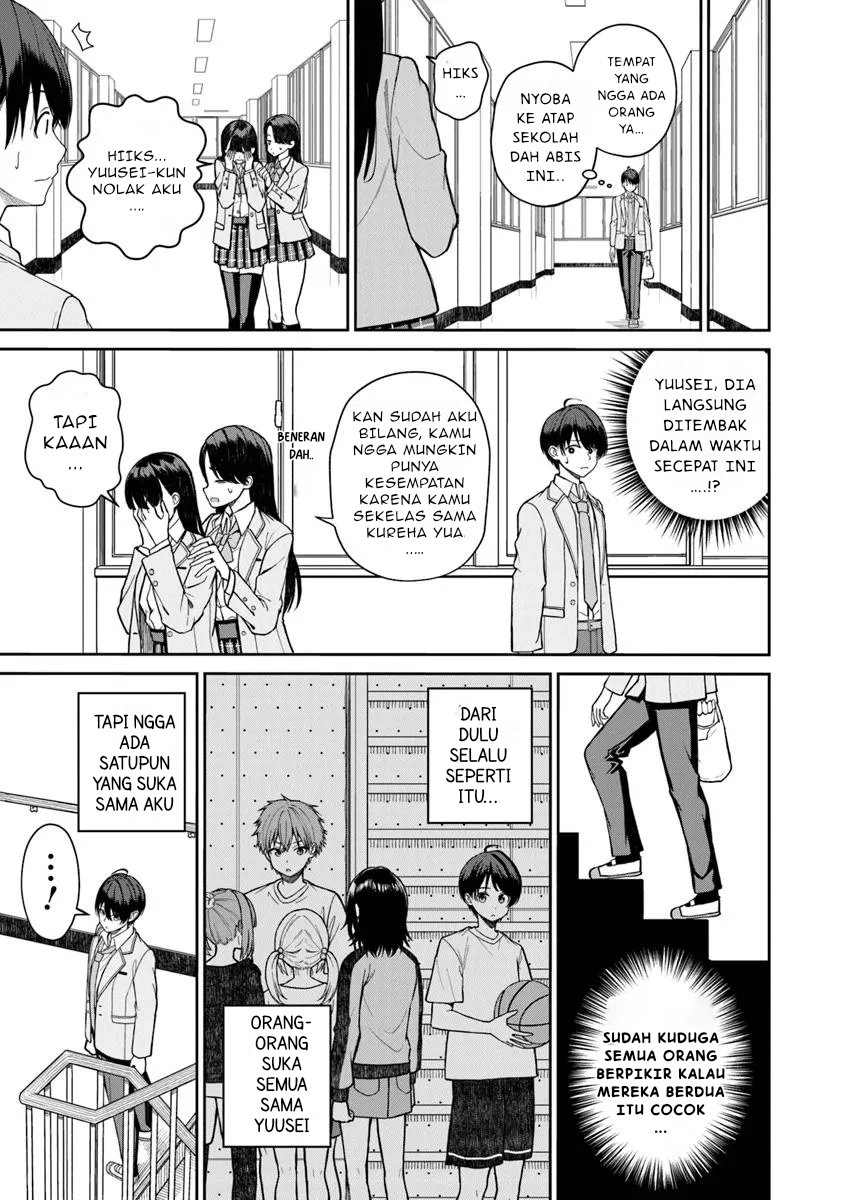 TEMPAT
YANG
NGGA ADA
ORANG
YA...
NYOBA
KE ATAP
SEKOLAH
DAH ABIS
INI..
HIKS
...
HIIKS...
YUUSEI-KUN
NOLAK AKU
....
YUUSEI, DIA
LANGSUNG
DITEMBAK
DALAM WAKTU
SECEPAT INI
....!?
KAN SUDAH AKU
BILANG, KAMU
NGGA MUNGKIN
PUNYA
KESEMPATAN
KARENA KAMU
SEKELAS SAMA
KUREHA YUA
.....
BENERAN
DAH..
TAPI
KAAAN
...
SUDAH KUDUGA
SEMUA ORANG
BERPIKIR KALAU
MEREKA BERDUA
ITU COCOK
...
DARI
DULU
SELALU
SEPERTI
ITU...
ORANG-
ORANG
SUKA
SEMUA
SAMA
YUUSEI
TAPI NGGA
ADA
SATUPUN
YANG SUKA
SAMA AKU
...!